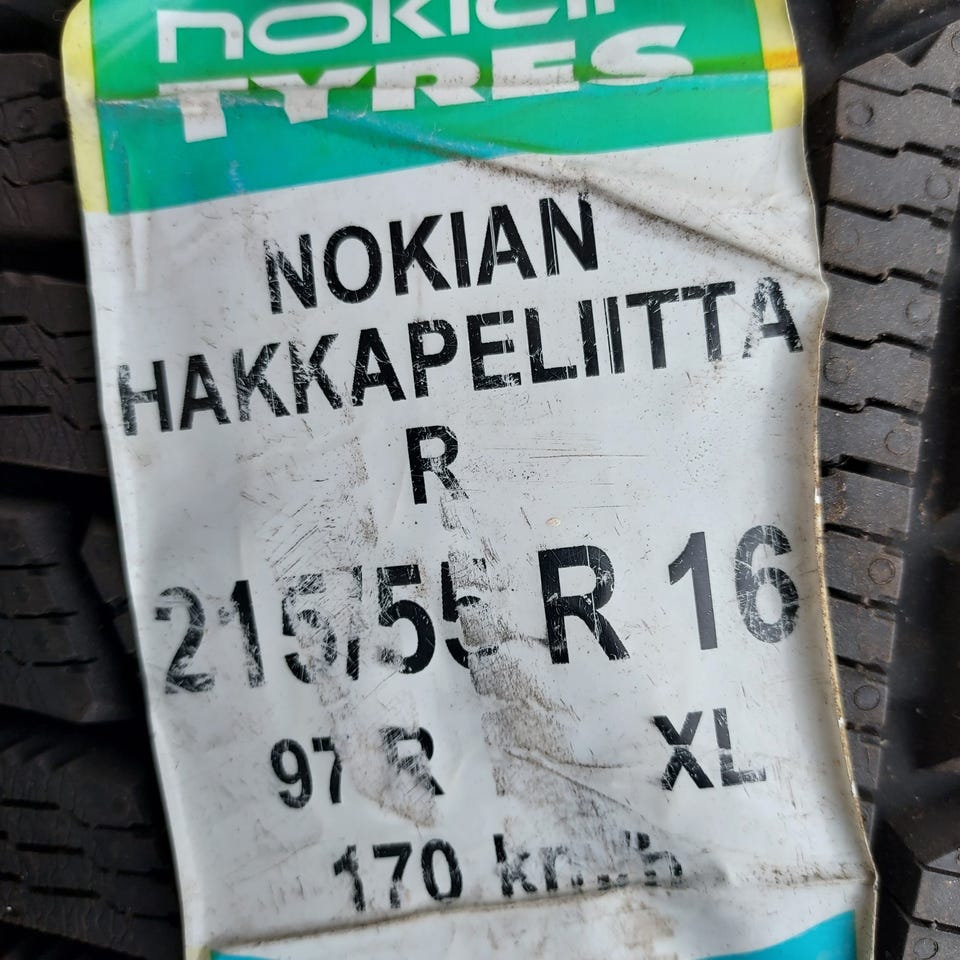 nokian
TYRES
NOKIAN
HAKKAPELIITTA
R
215/55 R 16
97 R XL
170 km/h